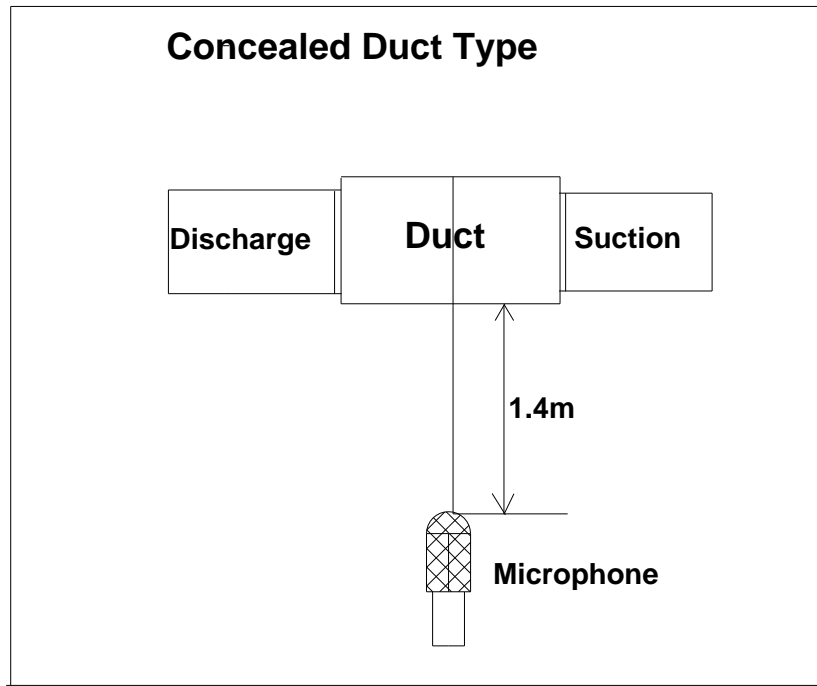 Concealed Duct Type
Discharge
Duct
Suction
1.4m
Microphone